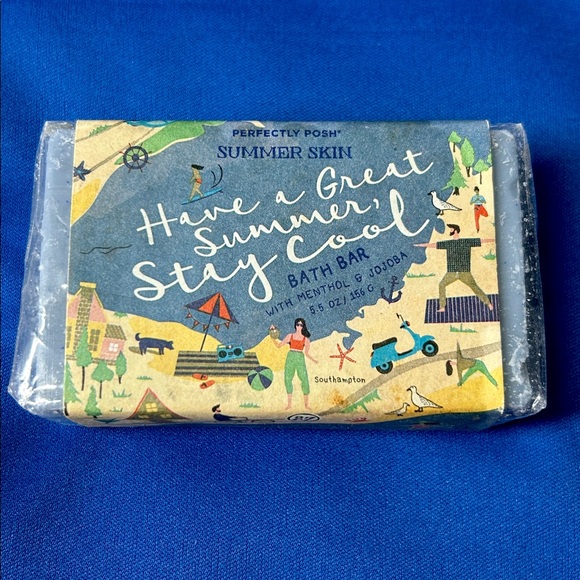 PERFECTLY POSH®
SUMMER SKIN
Have a Great
Summer,
Stay Cool
BATH BAR
WITH MENTHOL & JOJOBA
5.5 OZ/156 G
Southampton